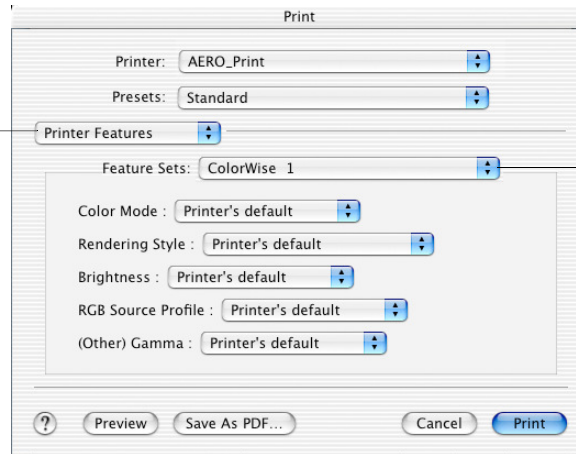 Print
Printer: AERO_Print
Presets: Standard
Printer Features
Feature Sets: ColorWise 1
Color Mode : Printer's default
Rendering Style : Printer's default
Brightness : Printer's default
RGB Source Profile : Printer's default
(Other) Gamma : Printer's default
? Preview Save As PDF... Cancel Print